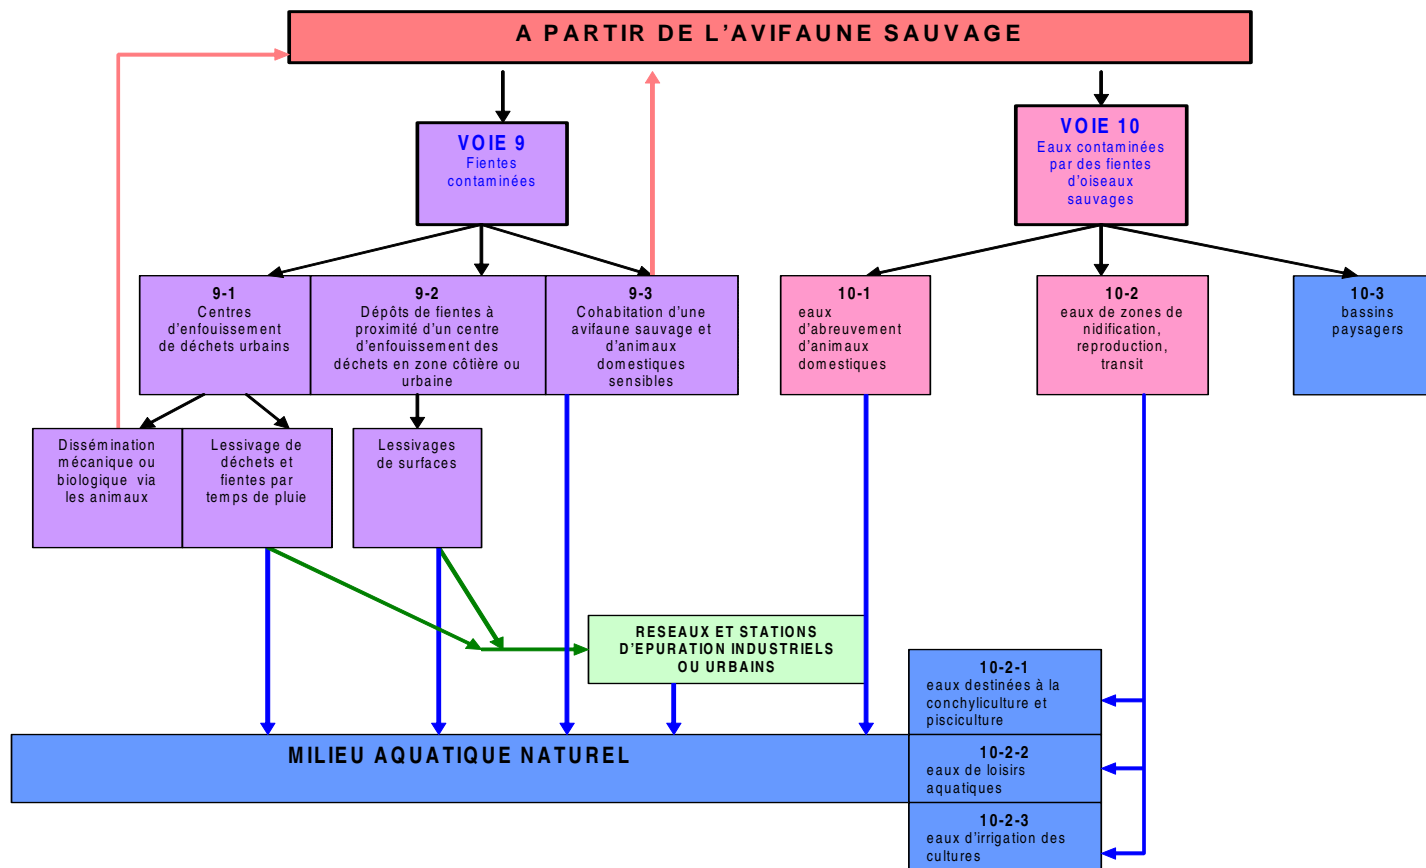 A PARTIR DE L'AVIFAUNE SAUVAGE
VOIE 9
Fientes
contaminées
VOIE 10
Eaux contaminées
par des fientes
d'oiseaux
sauvages
9-1
Centres
d'enfouissement
de déchets urbains
9-2
Dépôts de fientes à
proximité d'un centre
d'enfouissement des
déchets en zone côtière ou
urbaine
9-3
Cohabitation d'une
avifaune sauvage et
d'animaux
domestiques
sensibles
10-1
eaux
d'abreuvement
d'animaux
domestiques
10-2
eaux de zones de
nidification,
reproduction,
transit
10-3
bassins
paysagers
Dissémination
mécanique ou
biologique via
les animaux
Lessivage de
déchets et
fientes par
temps de pluie
Lessivages
de surfaces
RESEAUX ET STATIONS
D'EPURATION INDUSTRIELS
OU URBAINS
10-2-1
eaux destinées à la
conchyliculture et
pisciculture
MILIEU AQUATIQUE NATUREL
10-2-2
eaux de loisirs
aquatiques
10-2-3
eaux d'irrigation des
cultures